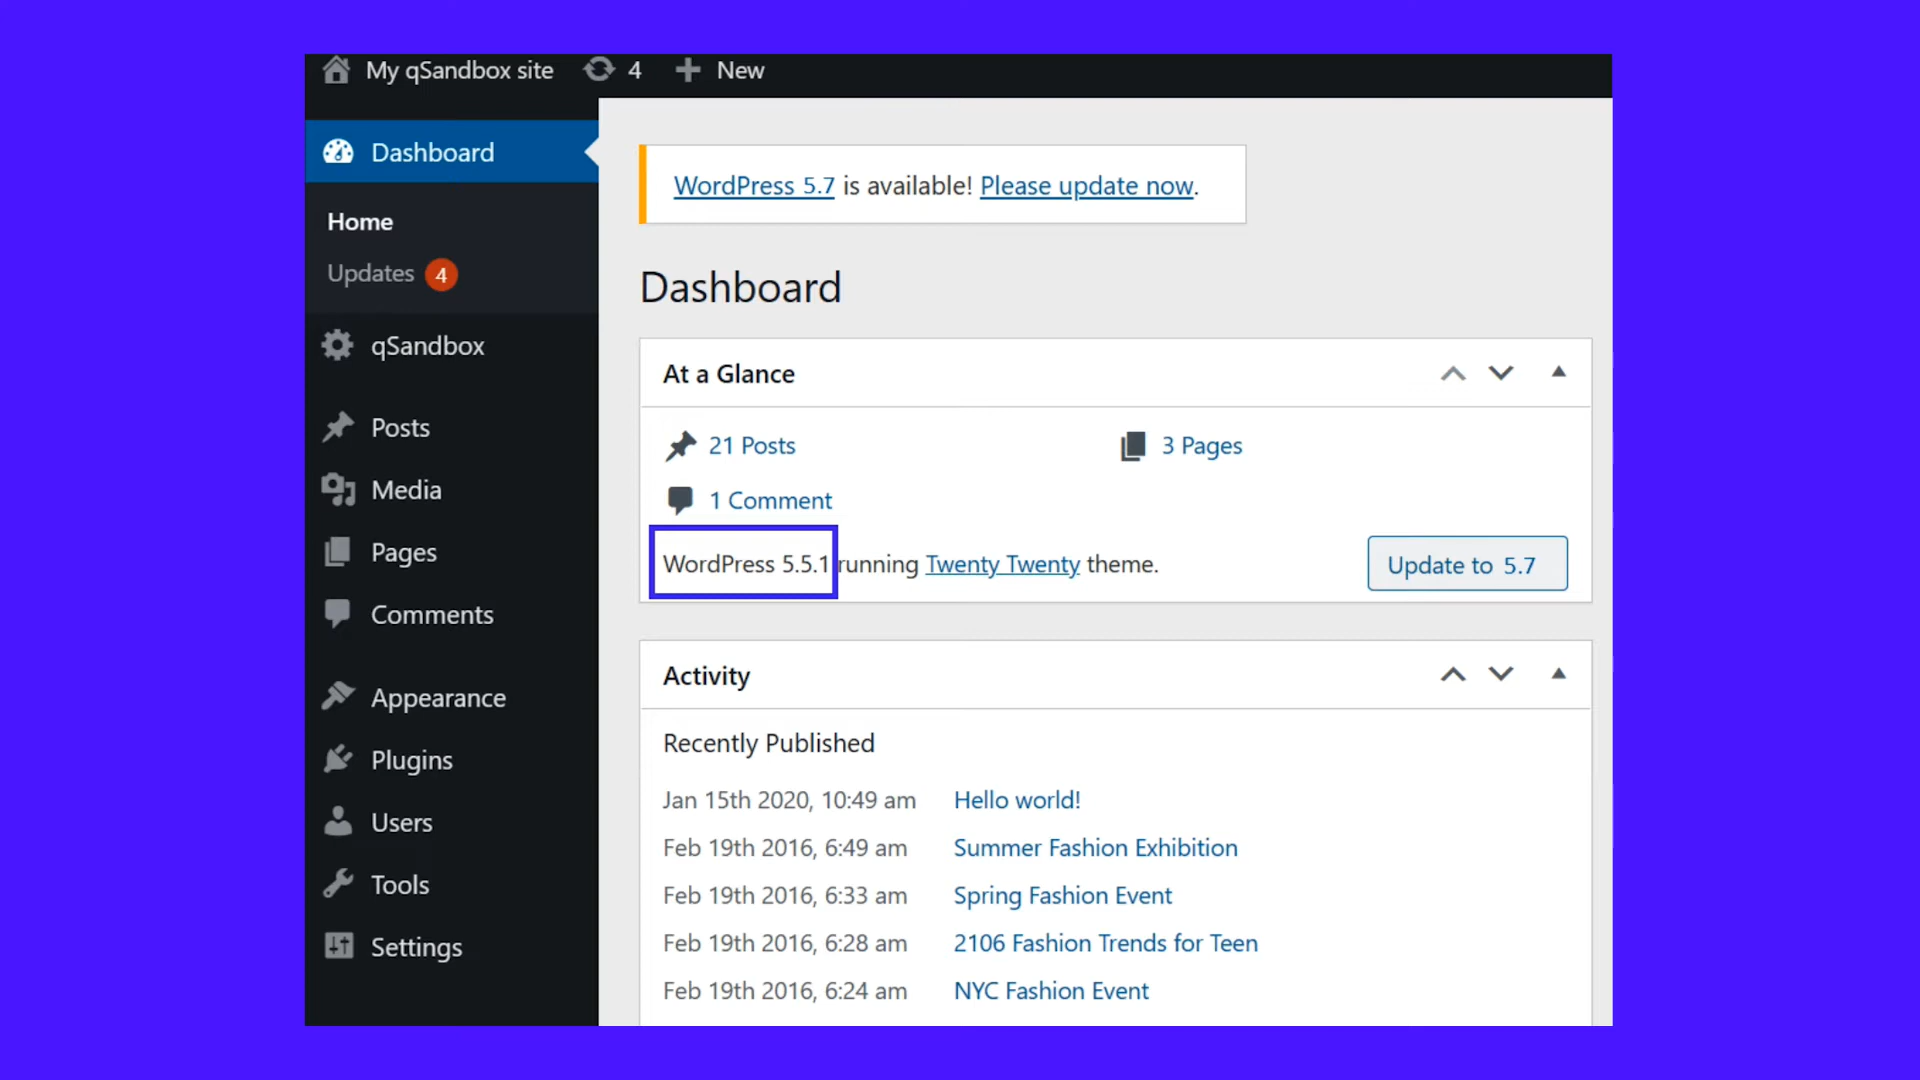 My qSandbox site 4 New
Dashboard
Home
Updates 4
qSandbox
Posts
Media
Pages
Comments
Appearance
Plugins
Users
Tools
Settings
WordPress 5.7 is available! Please update now.
Dashboard
At a Glance
21 Posts
3 Pages
1 Comment
WordPress 5.5.1 running Twenty Twenty theme.
Update to 5.7
Activity
Recently Published
Jan 15th 2020, 10:49 am Hello world!
Feb 19th 2016, 6:49 am Summer Fashion Exhibition
Feb 19th 2016, 6:33 am Spring Fashion Event
Feb 19th 2016, 6:28 am 2106 Fashion Trends for Teen
Feb 19th 2016, 6:24 am NYC Fashion Event